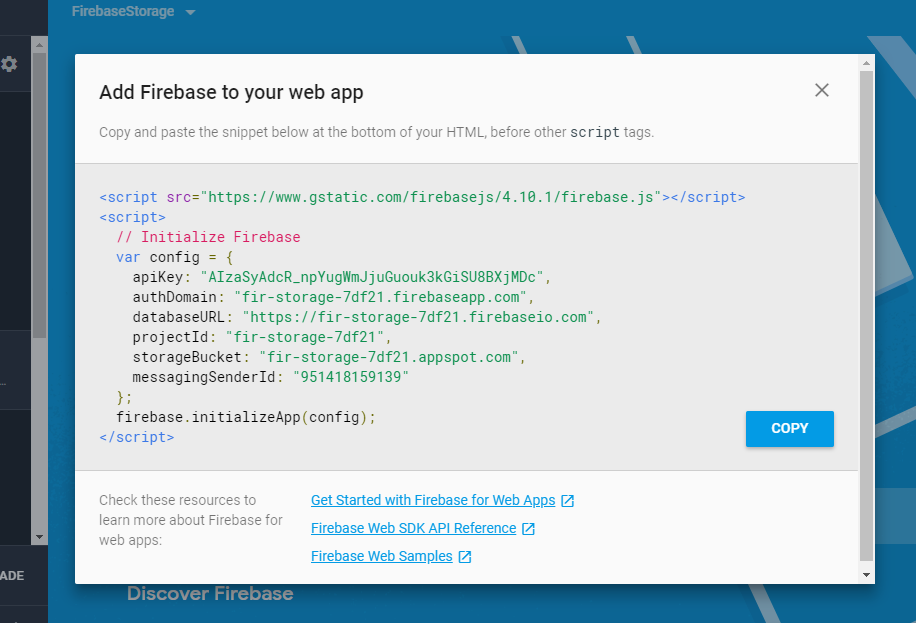 FirebaseStorage
Add Firebase to your web app
Copy and paste the snippet below at the bottom of your HTML, before other script tags.
<script src="https://www.gstatic.com/firebasejs/4.10.1/firebase.js"></script>
<script>
// Initialize Firebase
var config = {
apiKey: "AIzaSyAdcR_npYugWmJjuGuouk3kGiSU8BXjMDc",
authDomain: "fir-storage-7df21.firebaseapp.com",
databaseURL: "https://fir-storage-7df21.firebaseio.com",
projectId: "fir-storage-7df21",
storageBucket: "fir-storage-7df21.appspot.com",
messagingSenderId: "951418159139"
};
firebase.initializeApp(config);
</script>
COPY
Check these resources to
learn more about Firebase for
web apps:
Get Started with Firebase for Web Apps
Firebase Web SDK API Reference
Firebase Web Samples
ADE
Discover Firebase